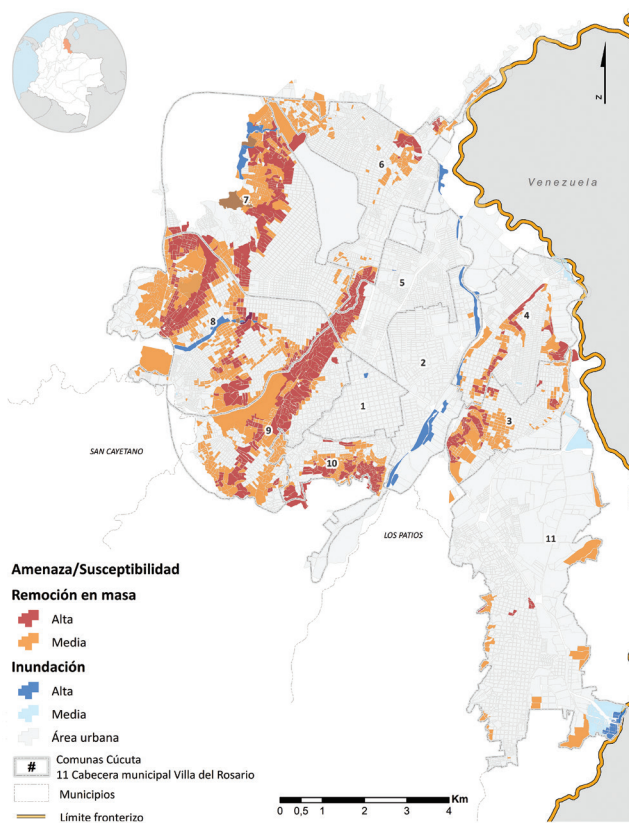 N
Venezuela
6
7
5
4
8
2
1
3
9
SAN CAYETANO
10
LOS PATIOS
11
Amenaza/Susceptibilidad
Remoción en masa
Alta
Media
Inundación
Alta
Media
Área urbana
# Comunas Cúcuta
11 Cabecera municipal Villa del Rosario
Municipios
Límite fronterizo
Km
0 0,5 1 2 3 4